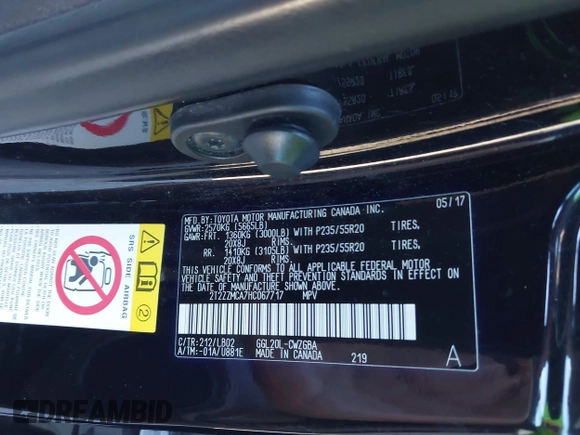 MFD. BY: TOYOTA MOTOR MANUFACTURING CANADA INC. 05/17
GVWR: 2570KG (5665LB)
GAWR: FRT. 1360KG (3000LB) WITH P235/55R20 TIRES,
20X8J RIMS.
RR. 1410KG (3105LB) WITH P235/55R20 TIRES,
20X8J RIMS.
THIS VEHICLE CONFORMS TO ALL APPLICABLE FEDERAL MOTOR
VEHICLE SAFETY AND THEFT PREVENTION STANDARDS IN EFFECT
ON THE DATE OF MANUFACTURE SHOWN ABOVE.
2T2ZZMCA7HC067717 MPV
C/TR: 212/LB02 GGL20L-CWZGBA
A/TM: -01A/U881E MADE IN CANADA 219 A
SRS SIDE AIRBAG
2
DREAMBID